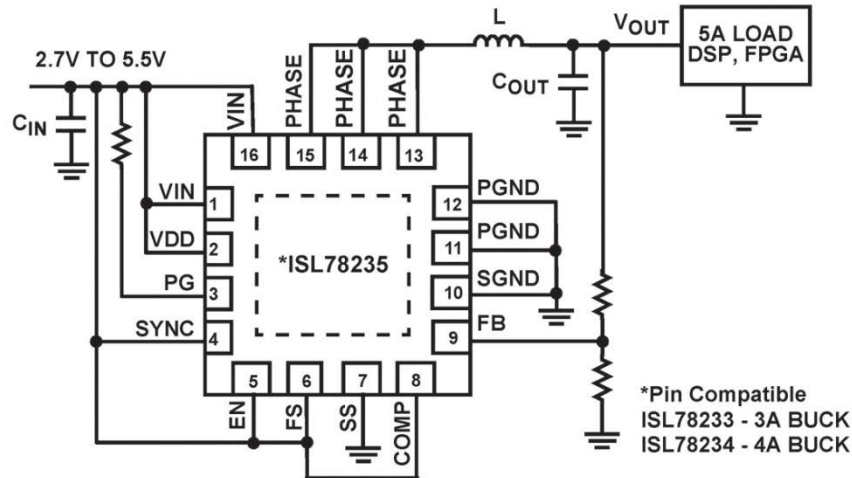 L
VOUT
5A LOAD
DSP, FPGA
2.7V TO 5.5V
COUT
CIN
VIN
PHASE
PHASE
PHASE
16
15
14
13
VIN
1
12
PGND
VDD
2
11
PGND
*ISL78235
PG
3
10
SGND
SYNC
4
9
FB
5
6
7
8
EN
FS
SS
COMP
*Pin Compatible
ISL78233 - 3A BUCK
ISL78234 - 4A BUCK